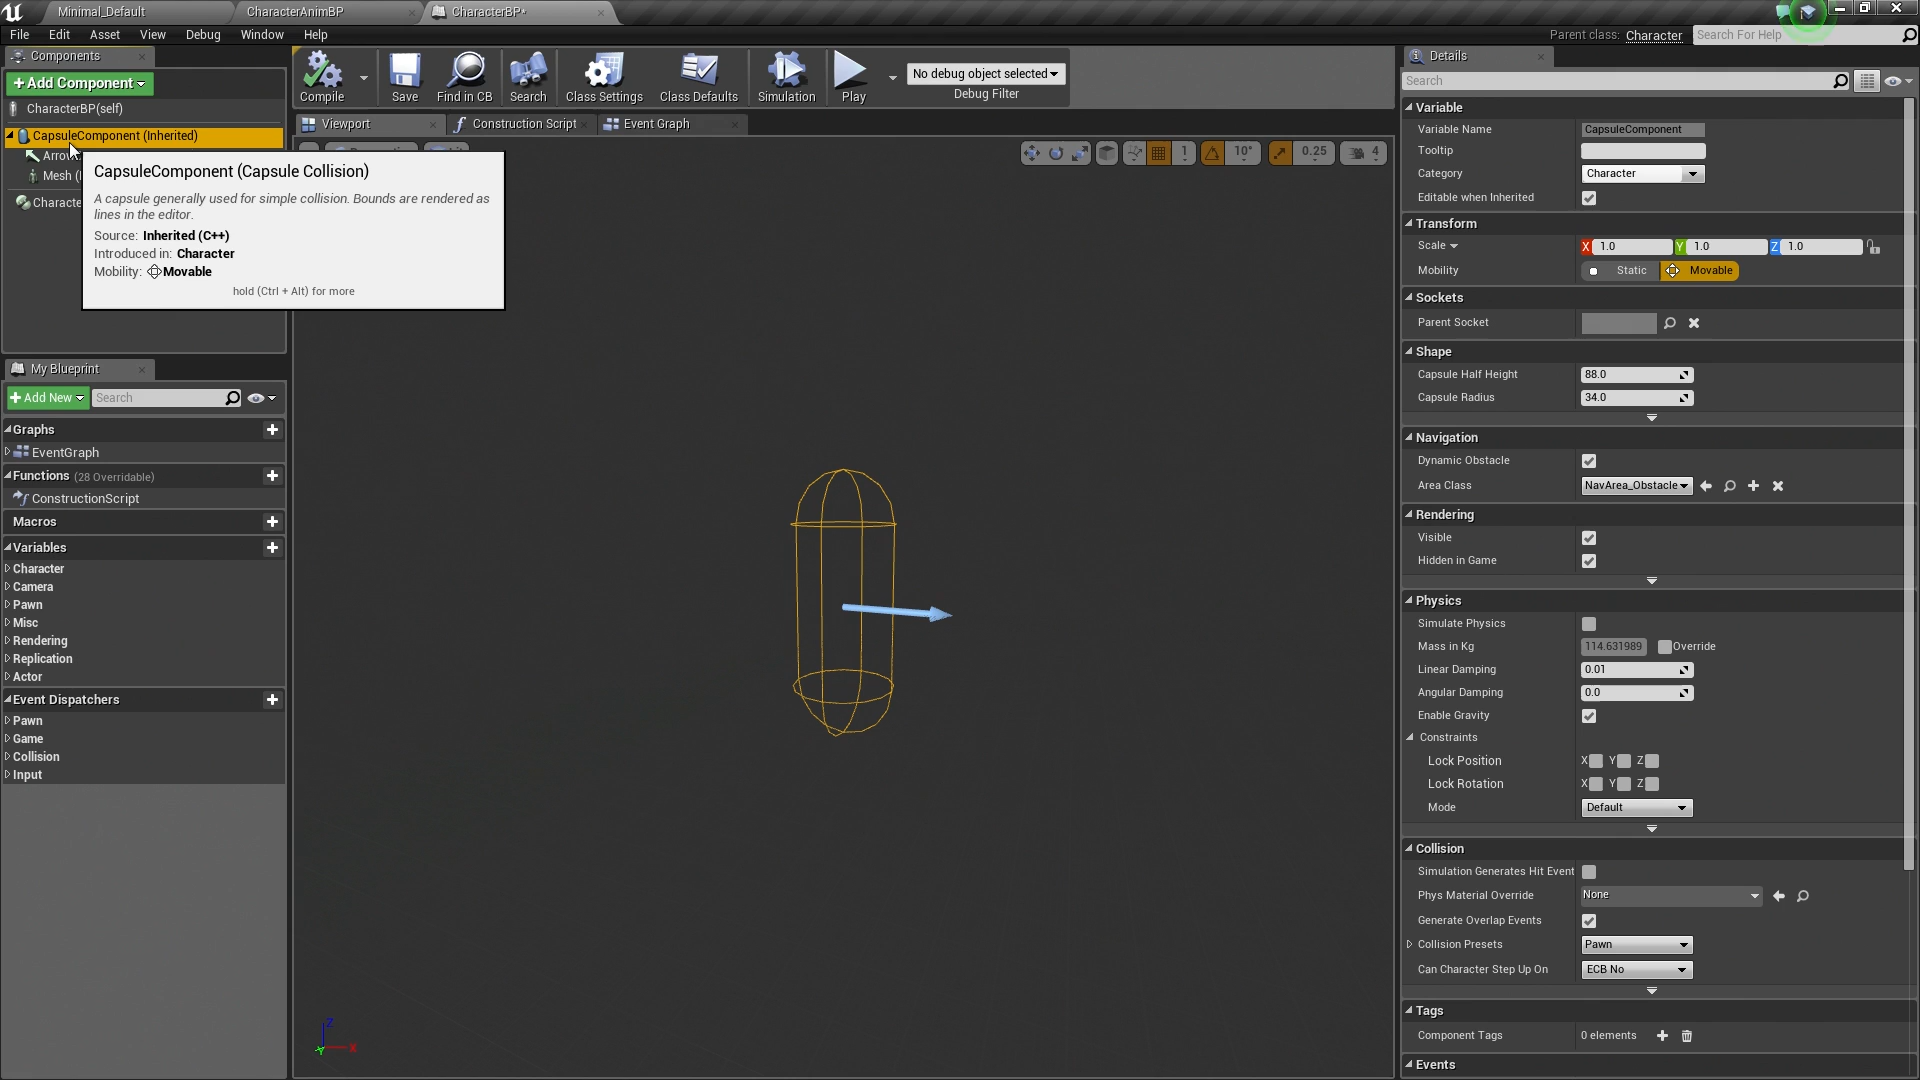 Minimal_Default CharacterAnimBP CharacterBP*
File Edit Asset View Debug Window Help Parent class: Character Search For Help
Components
+Add Component
CharacterBP(self)
CapsuleComponent (Inherited)
Arrow
Mesh (
Characte
CapsuleComponent (Capsule Collision)
A capsule generally used for simple collision. Bounds are rendered as
lines in the editor.
Source: Inherited (C++)
Introduced in: Character
Mobility: Movable
hold (Ctrl + Alt) for more
My Blueprint
+Add New Search
Graphs
EventGraph
Functions (28 Overridable)
ConstructionScript
Macros
Variables
Character
Camera
Pawn
Misc
Rendering
Replication
Actor
Event Dispatchers
Pawn
Game
Collision
Input
Compile Save Find in CB Search Class Settings Class Defaults Simulation Play
No debug object selected
Debug Filter
Viewport Construction Script Event Graph
1 10° 0.25 4
Z
Y X
Details
Search
Variable
Variable Name CapsuleComponent
Tooltip
Category Character
Editable when Inherited
Transform
Scale X 1.0 Y 1.0 Z 1.0
Mobility Static Movable
Sockets
Parent Socket
Shape
Capsule Half Height 88.0
Capsule Radius 34.0
Navigation
Dynamic Obstacle
Area Class NavArea_Obstacle
Rendering
Visible
Hidden in Game
Physics
Simulate Physics
Mass in Kg 114.631989 Override
Linear Damping 0.01
Angular Damping 0.0
Enable Gravity
Constraints
Lock Position X Y Z
Lock Rotation X Y Z
Mode Default
Collision
Simulation Generates Hit Event
Phys Material Override None
Generate Overlap Events
Collision Presets Pawn
Can Character Step Up On ECB No
Tags
Component Tags 0 elements
Events